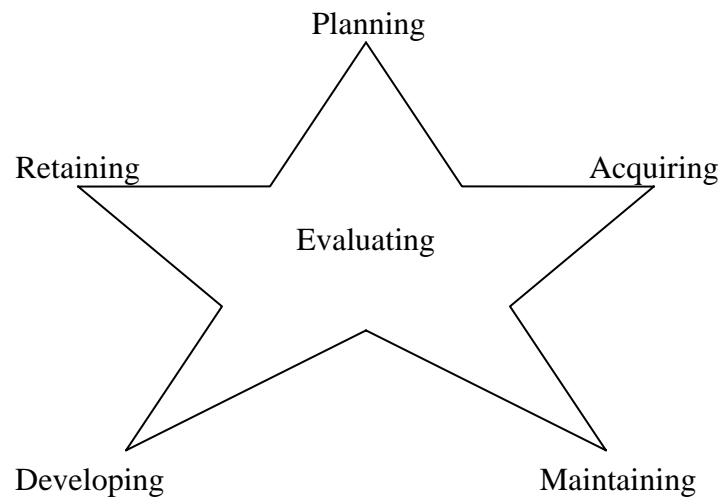 Planning
Retaining
Acquiring
Evaluating
Developing
Maintaining